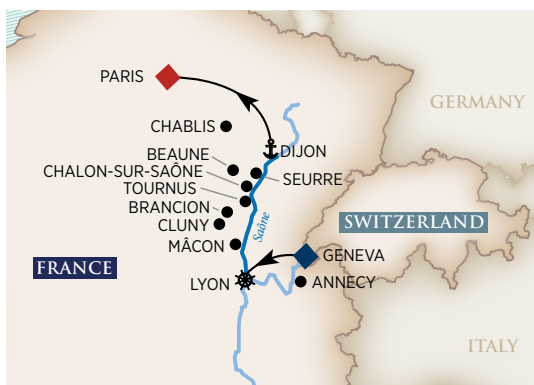 PARIS
GERMANY
CHABLIS
DIJON
BEAUNE
CHALON-SUR-SAÔNE
SEURRE
TOURNUS
BRANCION
CLUNY
Saône
SWITZERLAND
MÂCON
GENEVA
FRANCE
LYON
ANNECY
ITALY